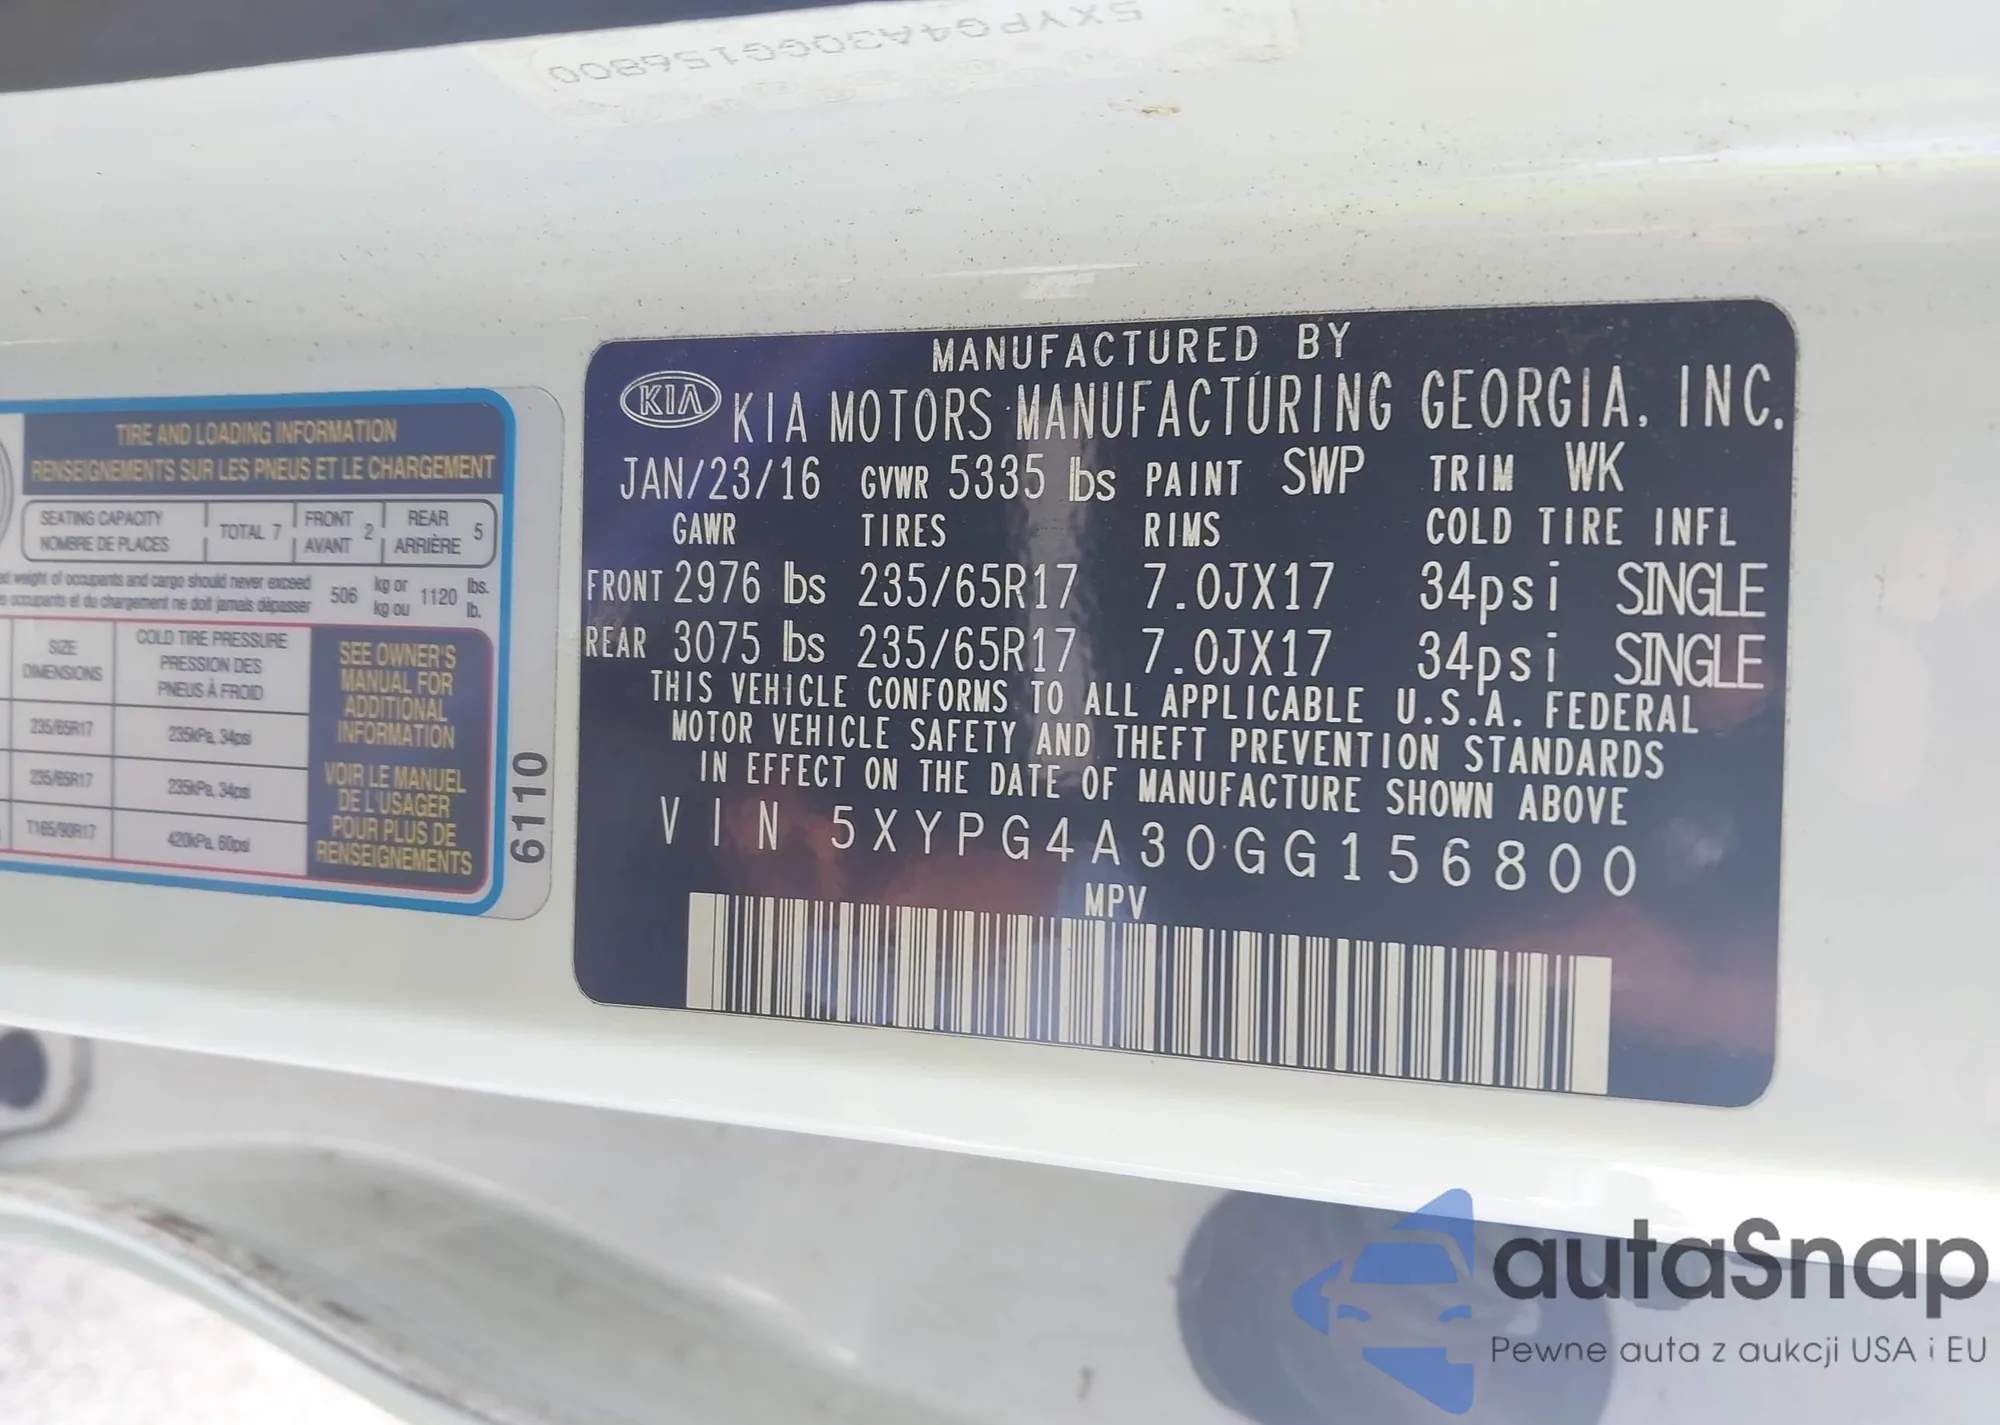 5XYPG4A30GG156800
TIRE AND LOADING INFORMATION
RENSEIGNEMENTS SUR LES PNEUS ET LE CHARGEMENT
SEATING CAPACITY
NOMBRE DE PLACES
TOTAL 7
FRONT
AVANT
2
REAR
ARRIÈRE
5
weight of occupants and cargo should never exceed
occupants et du chargement ne doit jamais dépasser
506
kg or
kg ou
1120
lbs.
lb.
SIZE
DIMENSIONS
COLD TIRE PRESSURE
PRESSION DES
PNEUS À FROID
235/65R17
235kPa, 34psi
235/65R17
235kPa, 34psi
T165/90R17
420kPa, 60psi
SEE OWNER'S
MANUAL FOR
ADDITIONAL
INFORMATION
VOIR LE MANUEL
DE L'USAGER
POUR PLUS DE
RENSEIGNEMENTS
6110
MANUFACTURED BY
KIA KIA MOTORS MANUFACTURING GEORGIA, INC.
JAN/23/16 GVWR 5335 lbs PAINT SWP TRIM WK
GAWR TIRES RIMS COLD TIRE INFL
FRONT 2976 lbs 235/65R17 7.0JX17 34psi SINGLE
REAR 3075 lbs 235/65R17 7.0JX17 34psi SINGLE
THIS VEHICLE CONFORMS TO ALL APPLICABLE U.S.A. FEDERAL
MOTOR VEHICLE SAFETY AND THEFT PREVENTION STANDARDS
IN EFFECT ON THE DATE OF MANUFACTURE SHOWN ABOVE
VIN 5XYPG4A30GG156800
MPV
autaSnap
Pewne auta z aukcji USA i EU